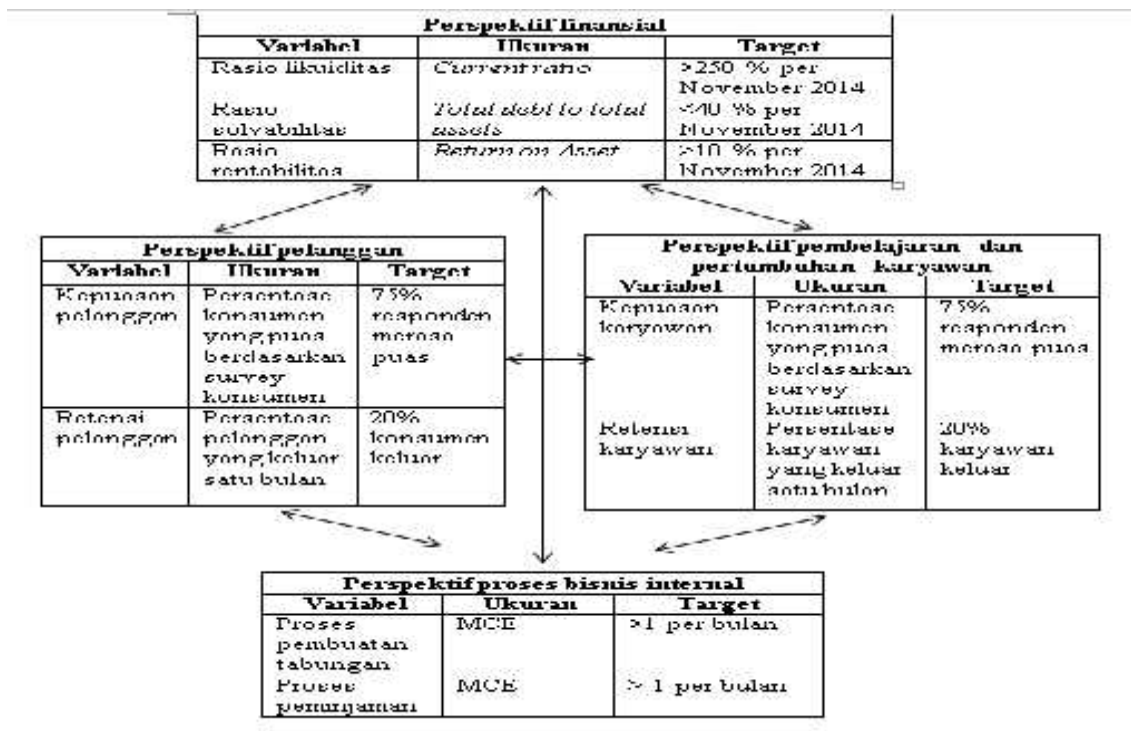 Perspektif finansial
Variabel Ukuran Target
Rasio likuiditas Current ratio >250 % per
November 2014
Rasio Total debt to total <40 % per
solvabilitas assets November 2014
Rasio Return on Asset >10 % per
rentabilitas November 2014
Perspektif pelanggan
Variabel Ukuran Target
Kepuasan Persentase 75%
pelanggan konsumen responden
yang puas merasa
berdasarkan puas
survey
konsumen
Retensi Persentase 20%
pelanggan pelanggan konsumen
yang keluar keluar
satu bulan
Perspektif pembelajaran dan
pertumbuhan karyawan
Variabel Ukuran Target
Kepuasan Persentase 75%
karyawan konsumen responden
yang puas merasa puas
berdasarkan
survey
konsumen
Retensi Persentase 20%
karyawan karyawan karyawan
yang keluar keluar
satu bulan
Perspektif proses bisnis internal
Variabel Ukuran Target
Proses MCE >1 per bulan
pembuatan
tabungan
Proses MCE > 1 per bulan
peminjaman